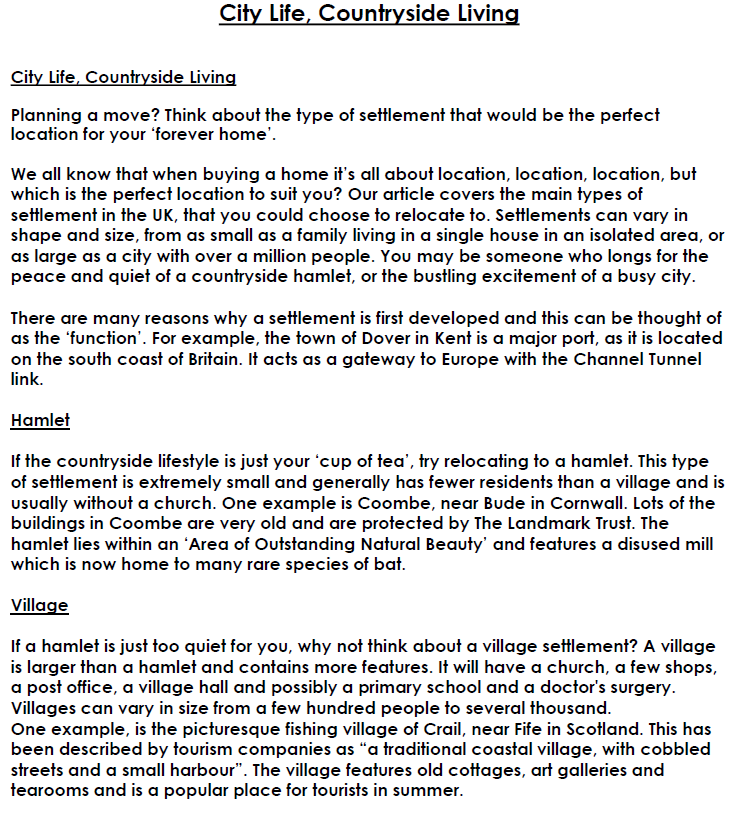 City Life, Countryside Living
City Life, Countryside Living
Planning a move? Think about the type of settlement that would be the perfect
location for your ‘forever home’.
We all know that when buying a home it’s all about location, location, location, but
which is the perfect location to suit you? Our article covers the main types of
settlement in the UK, that you could choose to relocate to. Settlements can vary in
shape and size, from as small as a family living in a single house in an isolated area, or
as large as a city with over a million people. You may be someone who longs for the
peace and quiet of a countryside hamlet, or the bustling excitement of a busy city.
There are many reasons why a settlement is first developed and this can be thought of
as the ‘function’. For example, the town of Dover in Kent is a major port, as it is located
on the south coast of Britain. It acts as a gateway to Europe with the Channel Tunnel
link.
Hamlet
If the countryside lifestyle is just your ‘cup of tea’, try relocating to a hamlet. This type
of settlement is extremely small and generally has fewer residents than a village and is
usually without a church. One example is Coombe, near Bude in Cornwall. Lots of the
buildings in Coombe are very old and are protected by The Landmark Trust. The
hamlet lies within an ‘Area of Outstanding Natural Beauty’ and features a disused mill
which is now home to many rare species of bat.
Village
If a hamlet is just too quiet for you, why not think about a village settlement? A village
is larger than a hamlet and contains more features. It will have a church, a few shops,
a post office, a village hall and possibly a primary school and a doctor's surgery.
Villages can vary in size from a few hundred people to several thousand.
One example, is the picturesque fishing village of Crail, near Fife in Scotland. This has
been described by tourism companies as “a traditional coastal village, with cobbled
streets and a small harbour”. The village features old cottages, art galleries and
tearooms and is a popular place for tourists in summer.